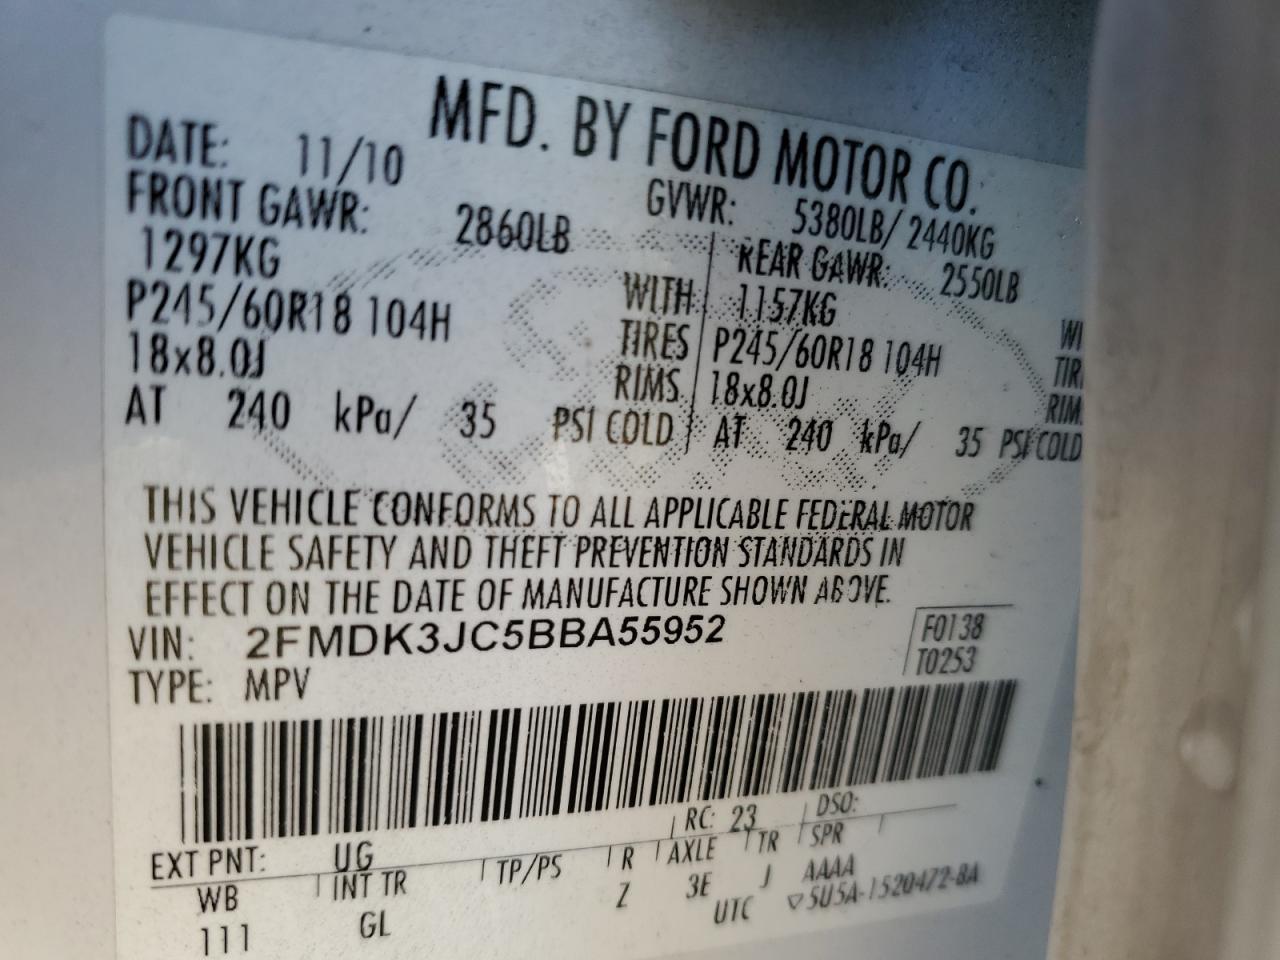 MFD. BY FORD MOTOR CO.
DATE: 11/10 GVWR: 5380LB/ 2440KG
FRONT GAWR: 2860LB REAR GAWR: 2550LB
1297KG WITH 1157KG WI
P245/60R18 104H TIRES P245/60R18 104H TIR
18x8.0J RIMS 18x8.0J RIM
AT 240 kPa/ 35 PSI COLD AT 240 kPa/ 35 PSI COLD
THIS VEHICLE CONFORMS TO ALL APPLICABLE FEDERAL MOTOR
VEHICLE SAFETY AND THEFT PREVENTION STANDARDS IN
EFFECT ON THE DATE OF MANUFACTURE SHOWN ABOVE.
VIN: 2FMDK3JC5BBA55952 F0138
TYPE: MPV T0253
EXT PNT: UG RC: 23 DSO:
WB INT TR TP/PS R AXLE TR SPR
111 GL Z 3E J AAAA
UTC ▽5U5A-1520472-BA